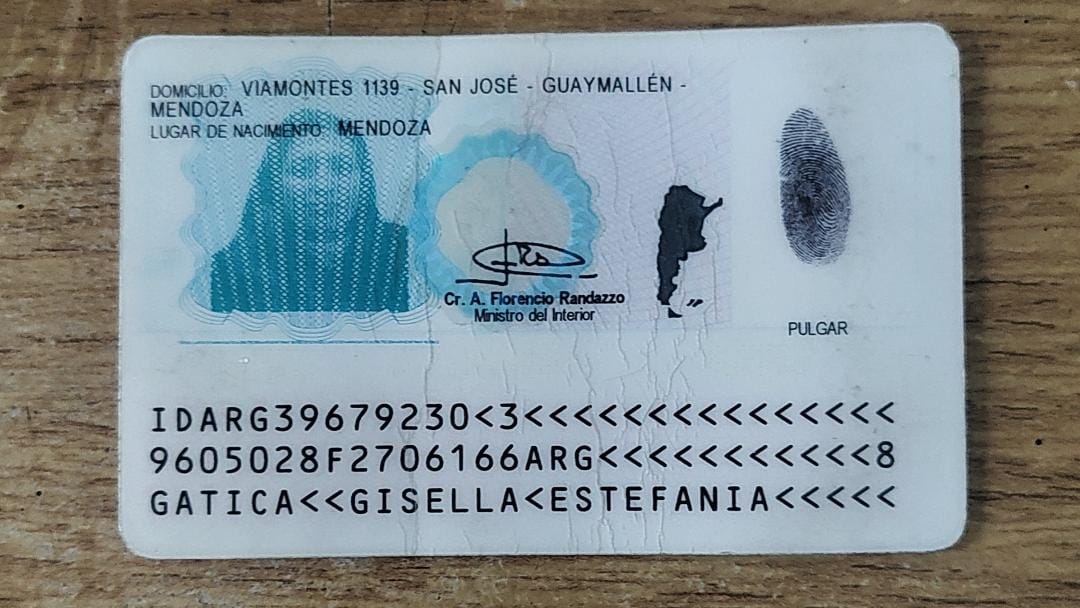 DOMICILIO: VIAMONTES 1139 - SAN JOSÉ - GUAYMALLÉN -
MENDOZA
LUGAR DE NACIMIENTO: MENDOZA
Cr. A. Florencio Randazzo
Ministro del Interior
PULGAR
IDARG39679230<3<<<<<<<<<<<<<<<
9605028F2706166ARG<<<<<<<<<<<8
GATICA<<GISELLA<ESTEFANIA<<<<<